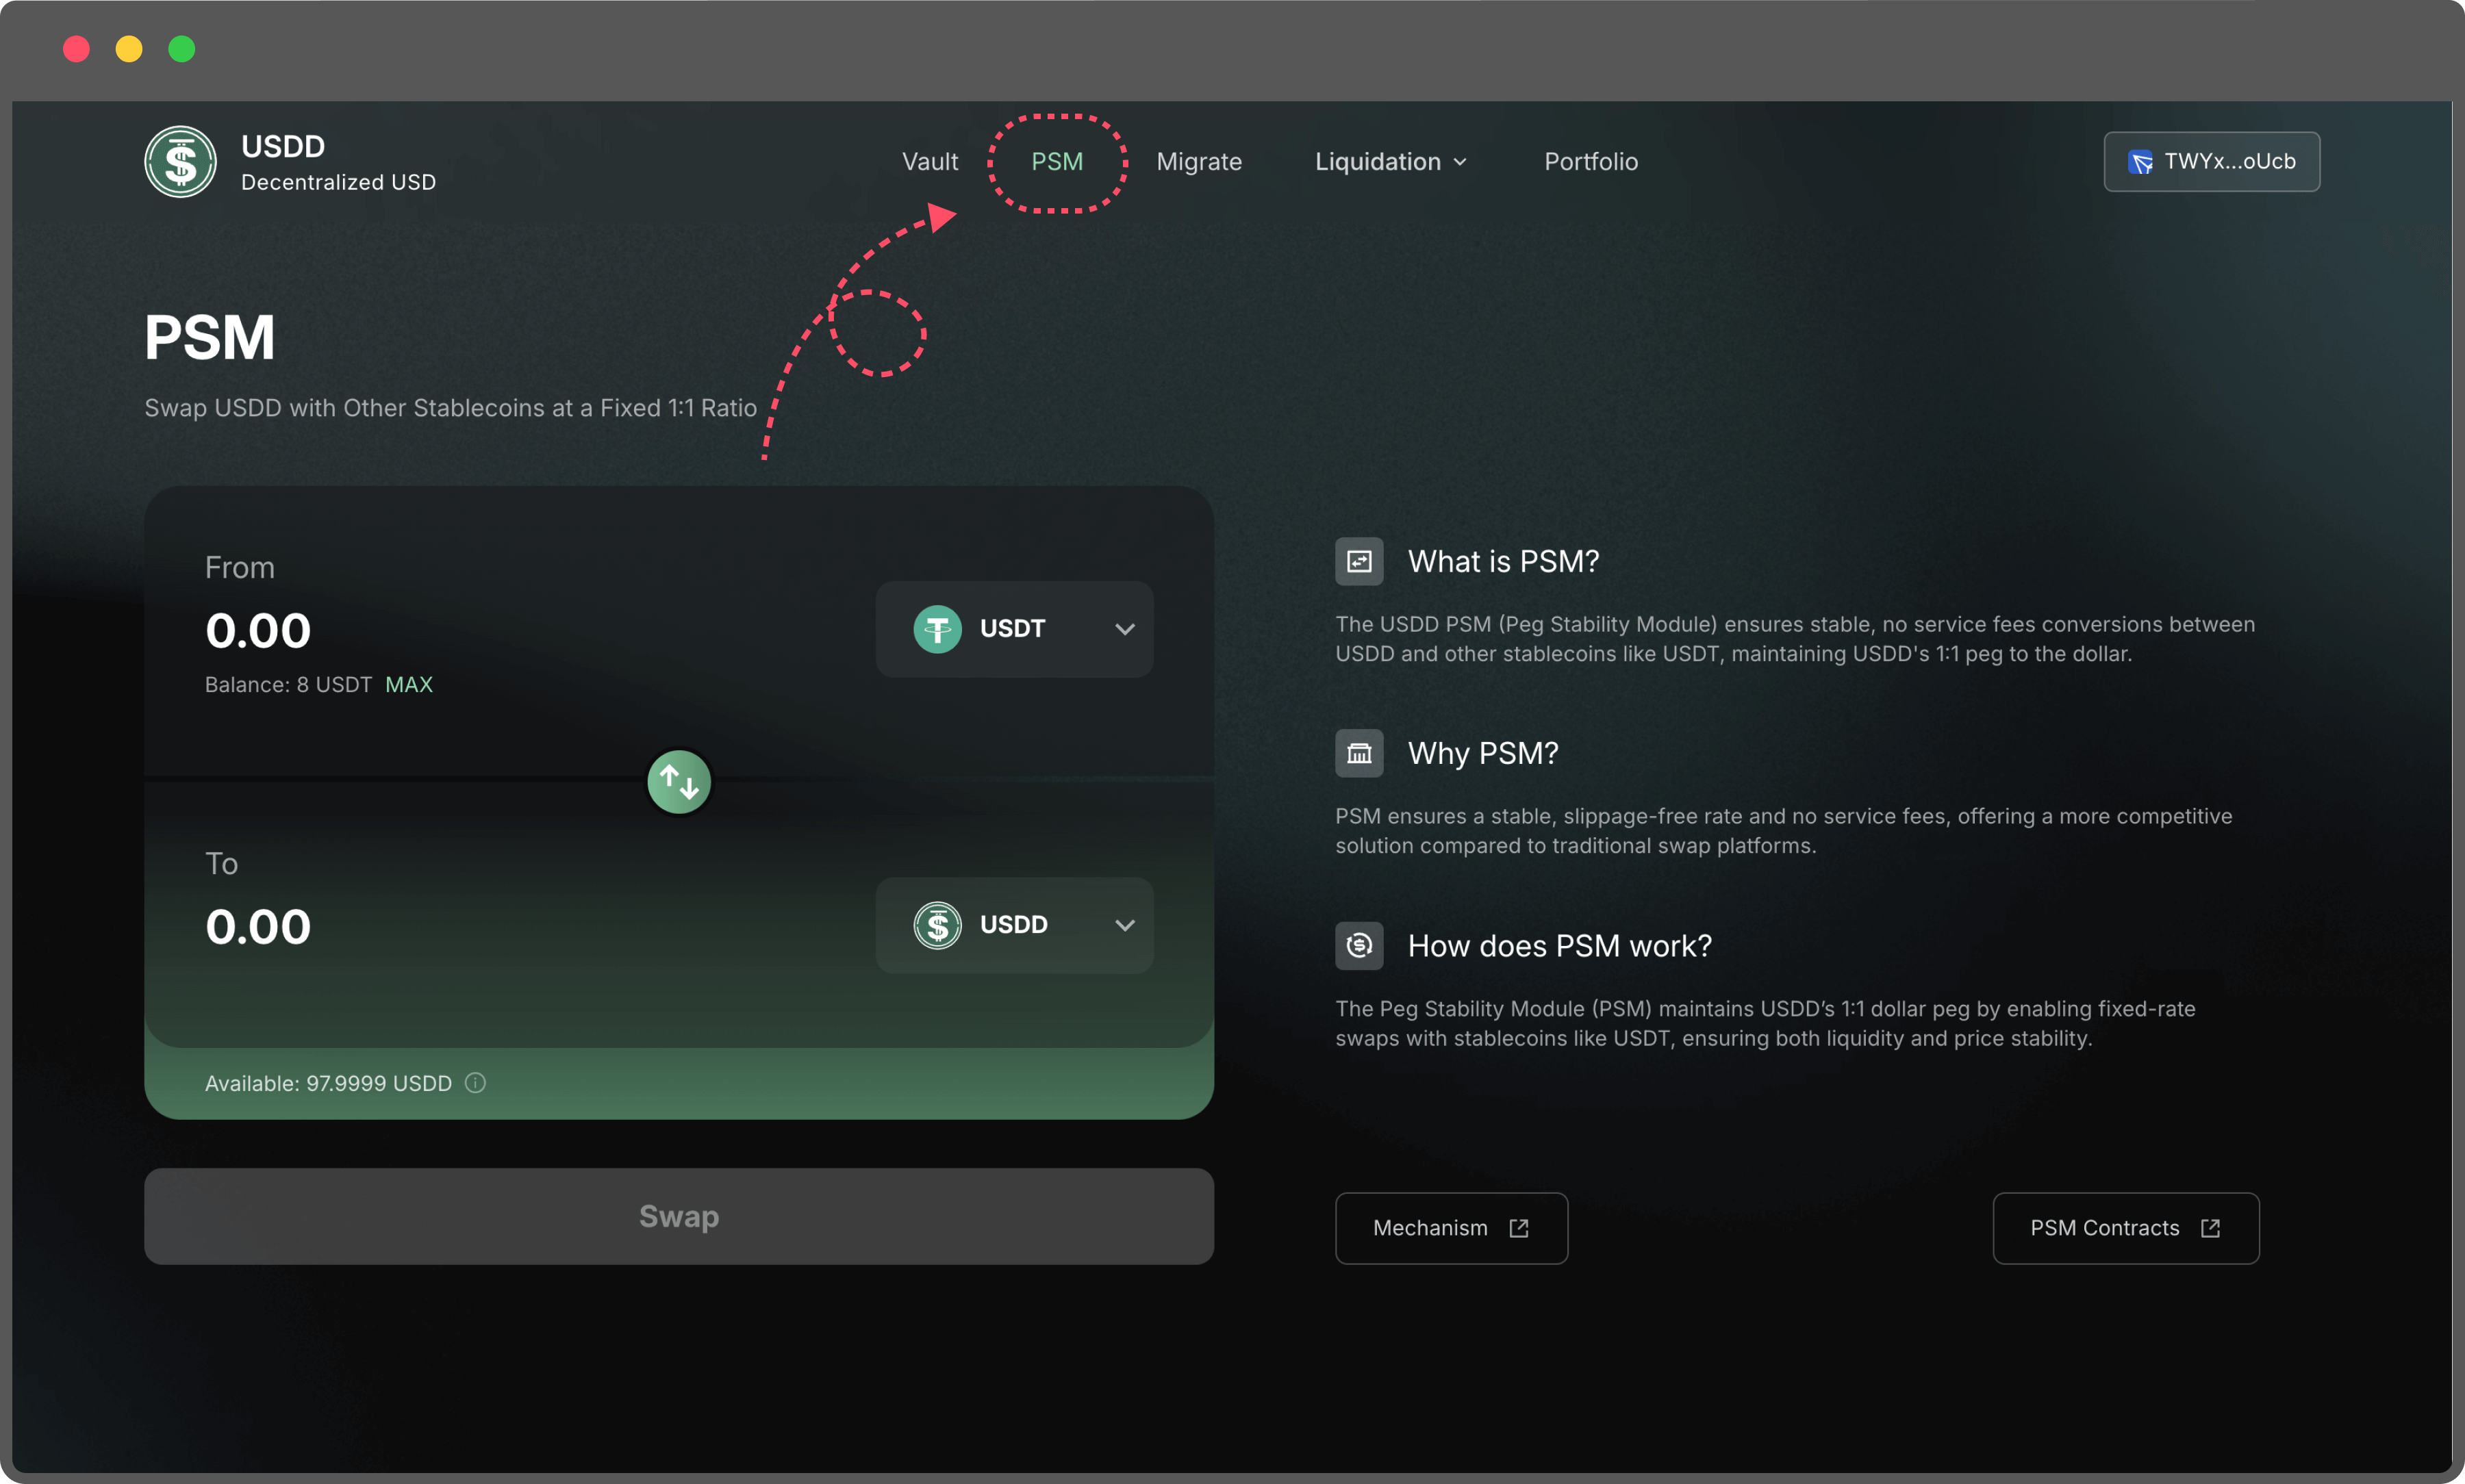 USDD
Decentralized USD
Vault
PSM
Migrate
Liquidation
Portfolio
TWYx...oUcb
PSM
Swap USDD with Other Stablecoins at a Fixed 1:1 Ratio
From
0.00
USDT
Balance: 8 USDT MAX
To
0.00
USDD
Available: 97.9999 USDD
Swap
What is PSM?
The USDD PSM (Peg Stability Module) ensures stable, no service fees conversions between
USDD and other stablecoins like USDT, maintaining USDD's 1:1 peg to the dollar.
Why PSM?
PSM ensures a stable, slippage-free rate and no service fees, offering a more competitive
solution compared to traditional swap platforms.
How does PSM work?
The Peg Stability Module (PSM) maintains USDD’s 1:1 dollar peg by enabling fixed-rate
swaps with stablecoins like USDT, ensuring both liquidity and price stability.
Mechanism
PSM Contracts